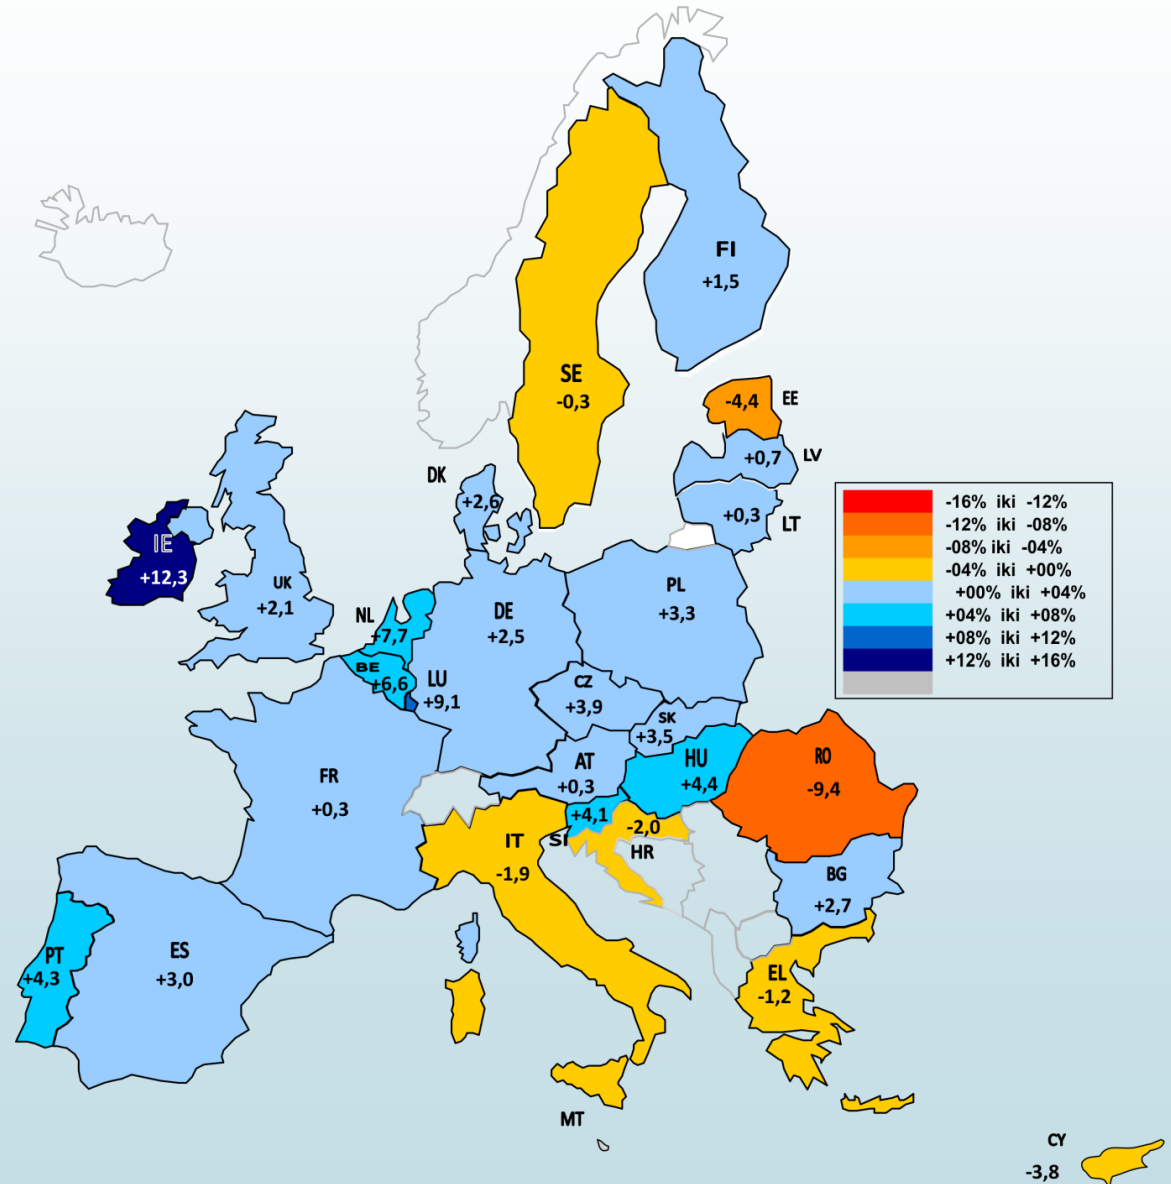 FI
+1,5
SE
-0,3
-4,4 EE
+0,7 LV
+0,3 LT
DK
+2,6
IE
+12,3
UK
+2,1
NL
+7,7
BE
+6,6
LU
+9,1
DE
+2,5
PL
+3,3
CZ
+3,9
SK
+3,5
AT
+0,3
HU
+4,4
RO
-9,4
FR
+0,3
SI
+4,1
-2,0
HR
IT
-1,9
BG
+2,7
PT
+4,3
ES
+3,0
EL
-1,2
MT
CY
-3,8
-16% iki -12%
-12% iki -08%
-08% iki -04%
-04% iki +00%
+00% iki +04%
+04% iki +08%
+08% iki +12%
+12% iki +16%